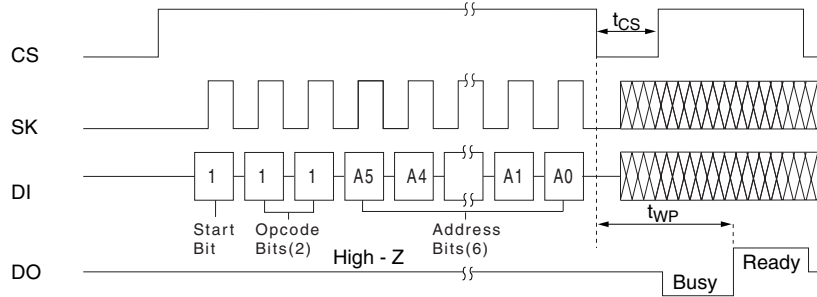 CS
tCS
SK
DI
1 1 1 A5 A4 A1 A0
Start Bit
Opcode Bits(2)
Address Bits(6)
tWP
High - Z
DO
Busy
Ready